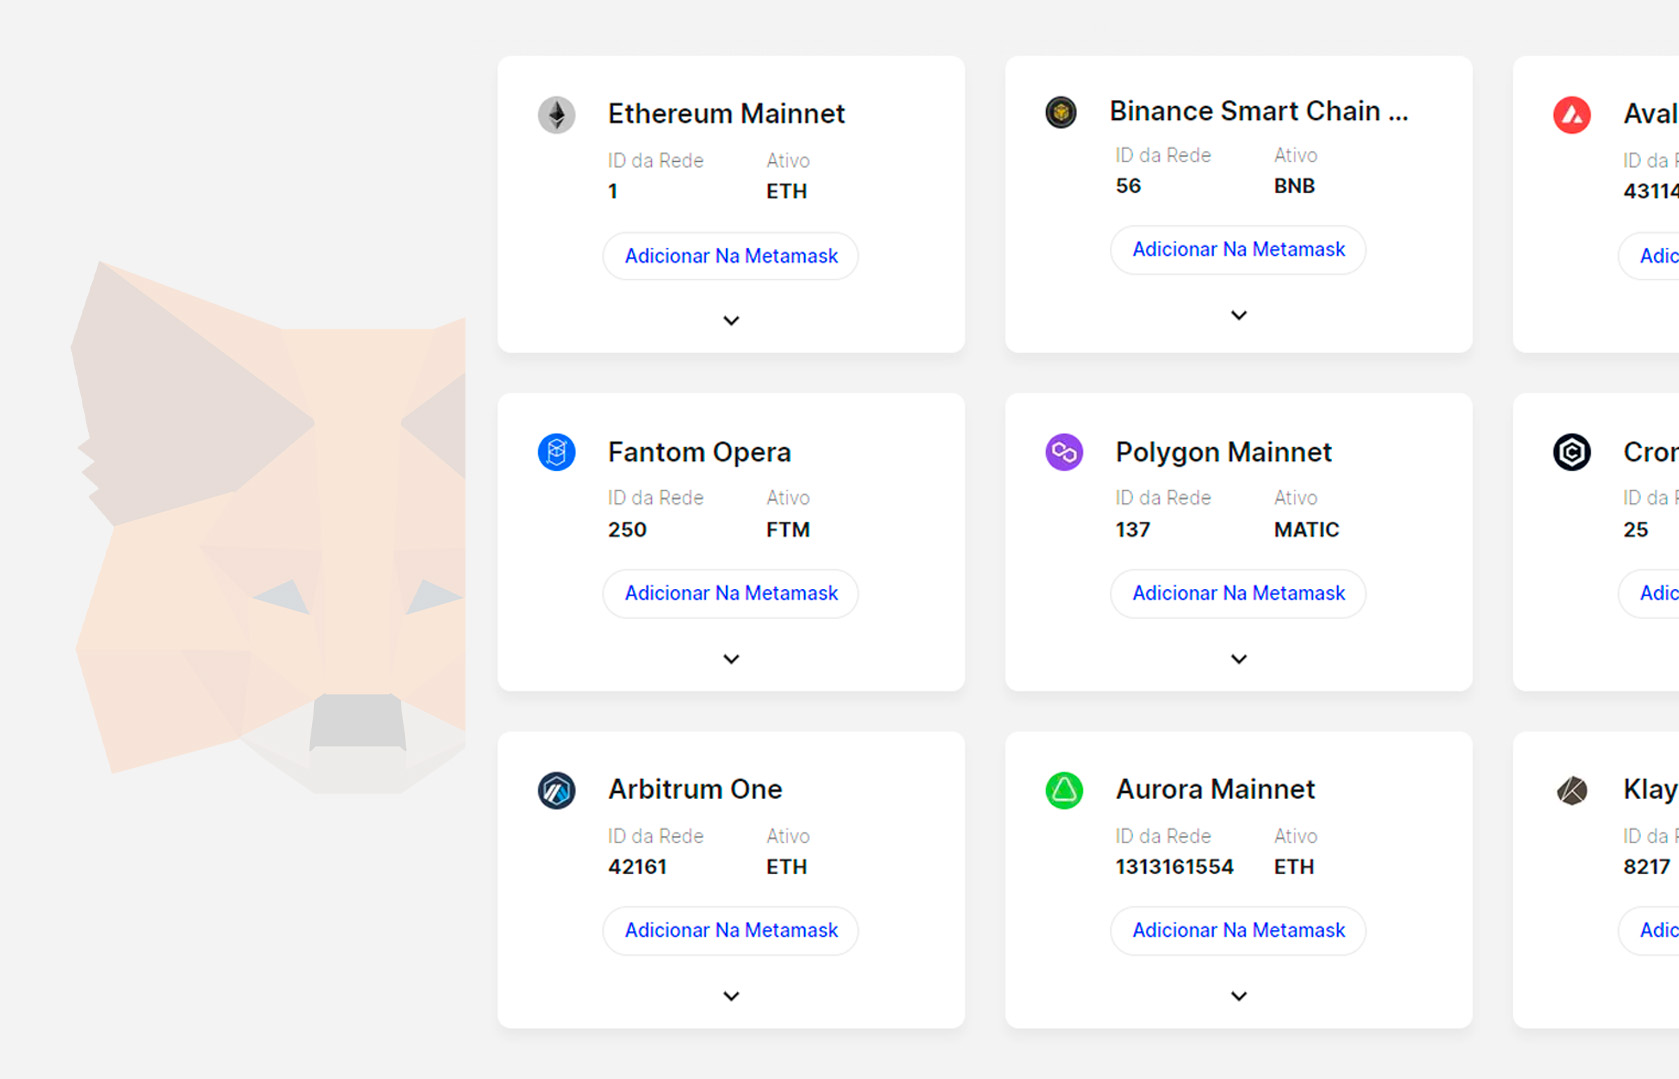 Ethereum Mainnet
ID da Rede Ativo
1 ETH
Adicionar Na Metamask
Binance Smart Chain ...
ID da Rede Ativo
56 BNB
Adicionar Na Metamask
Aval
ID da
43114
Adic
Fantom Opera
ID da Rede Ativo
250 FTM
Adicionar Na Metamask
Polygon Mainnet
ID da Rede Ativo
137 MATIC
Adicionar Na Metamask
Cron
ID da
25
Adic
Arbitrum One
ID da Rede Ativo
42161 ETH
Adicionar Na Metamask
Aurora Mainnet
ID da Rede Ativo
1313161554 ETH
Adicionar Na Metamask
Klay
ID da
8217
Adic